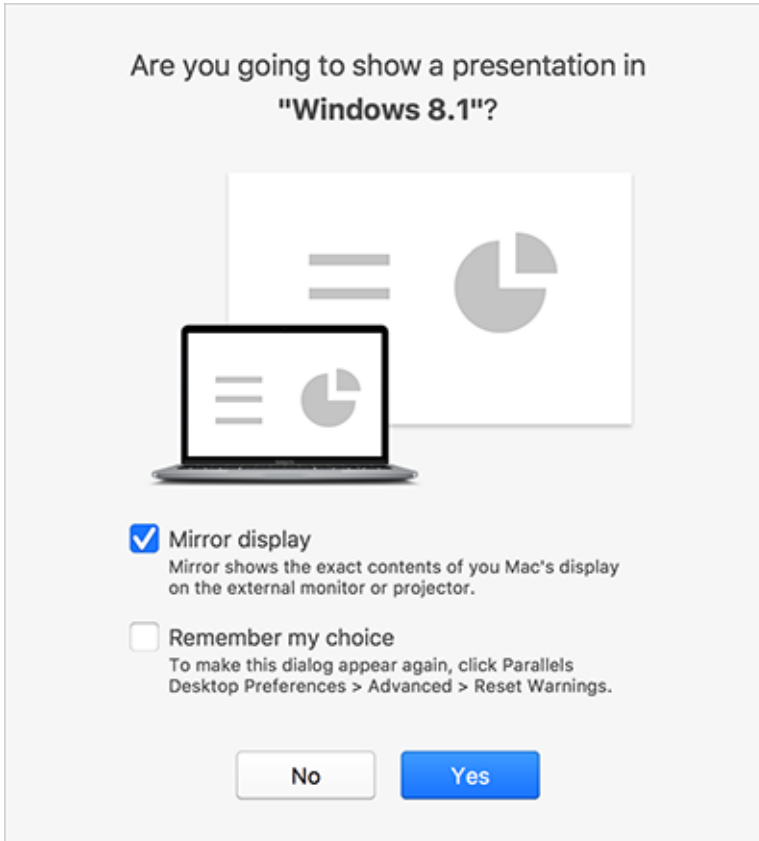 Are you going to show a presentation in
"Windows 8.1"?
Mirror display
Mirror shows the exact contents of you Mac's display
on the external monitor or projector.
Remember my choice
To make this dialog appear again, click Parallels
Desktop Preferences > Advanced > Reset Warnings.
No
Yes